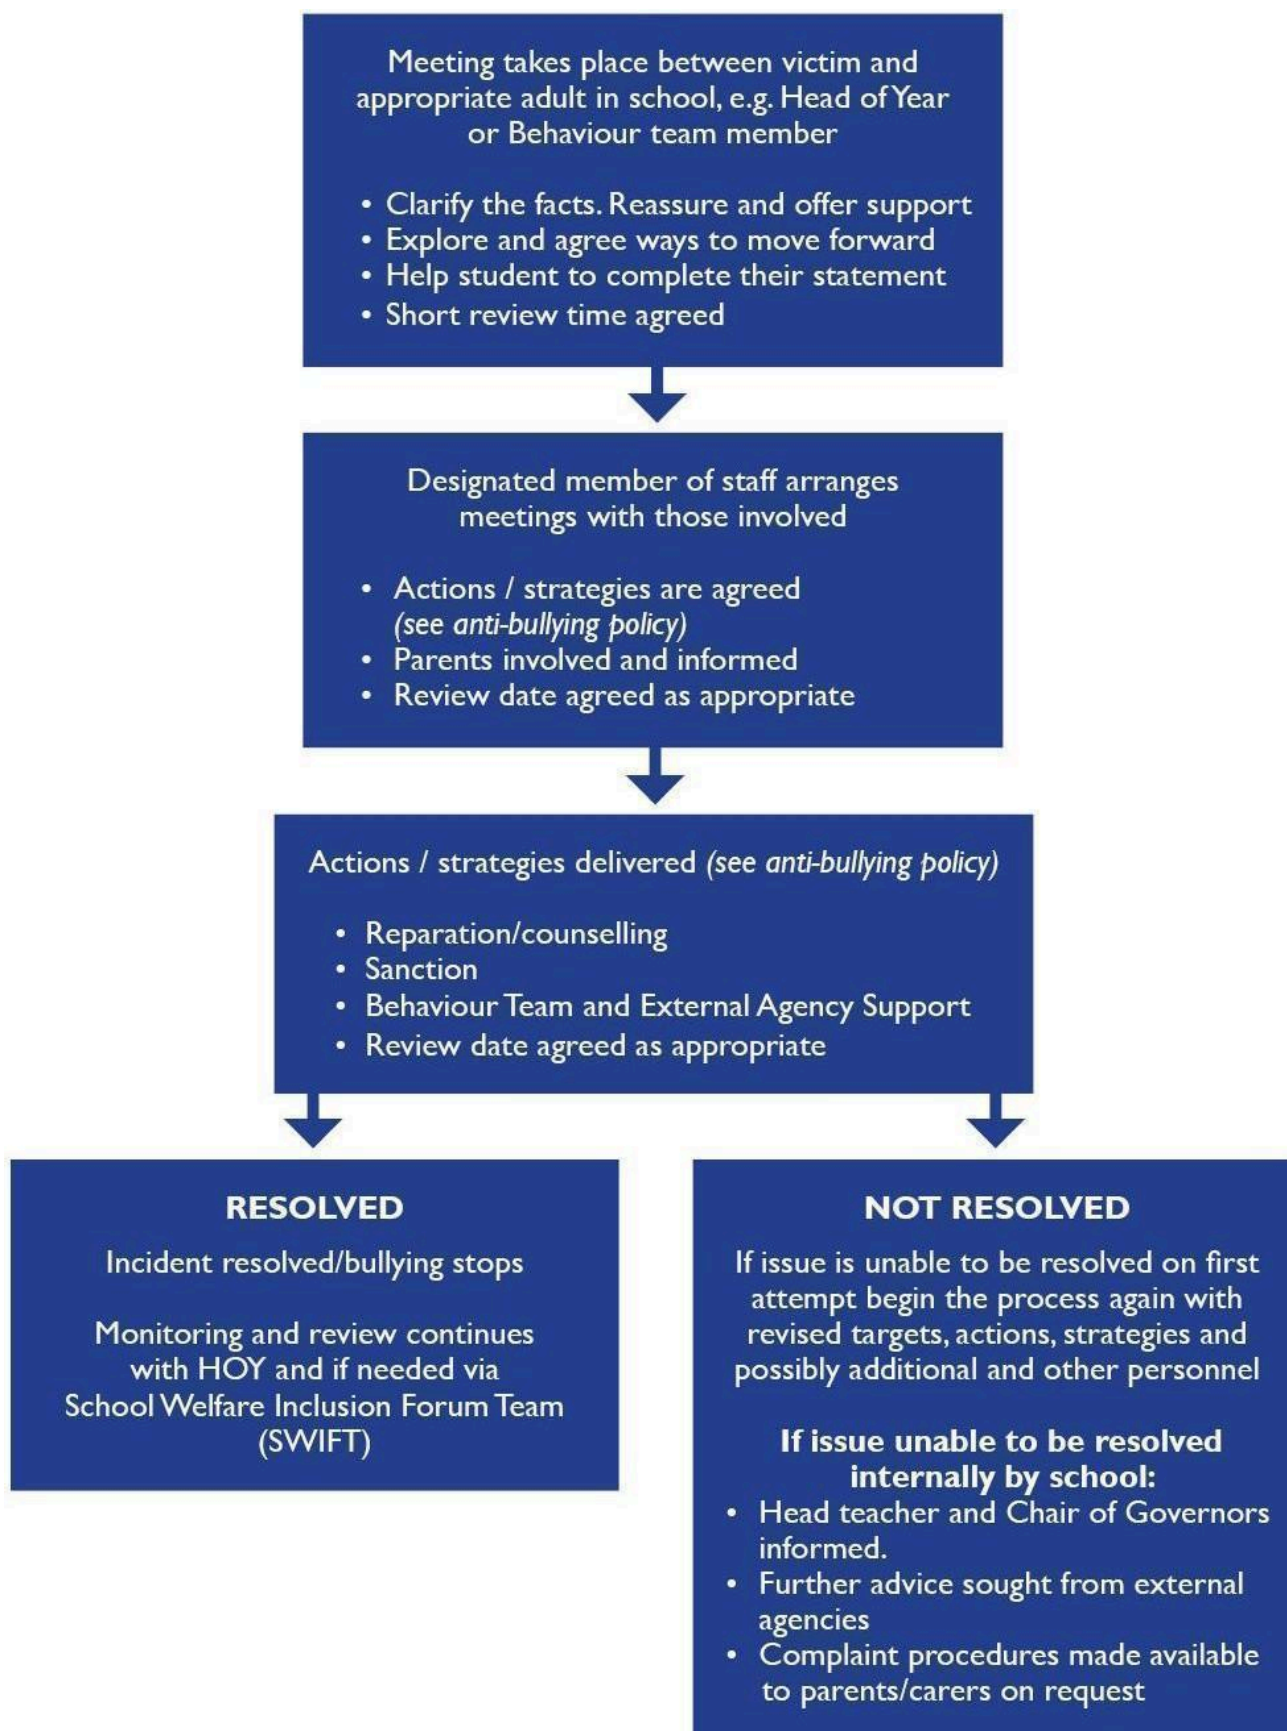 Meeting takes place between victim and
appropriate adult in school, e.g. Head of Year
or Behaviour team member
• Clarify the facts. Reassure and offer support
• Explore and agree ways to move forward
• Help student to complete their statement
• Short review time agreed
Designated member of staff arranges
meetings with those involved
• Actions / strategies are agreed
(see anti-bullying policy)
• Parents involved and informed
• Review date agreed as appropriate
Actions / strategies delivered (see anti-bullying policy)
• Reparation/counselling
• Sanction
• Behaviour Team and External Agency Support
• Review date agreed as appropriate
RESOLVED
Incident resolved/bullying stops
Monitoring and review continues
with HOY and if needed via
School Welfare Inclusion Forum Team
(SWIFT)
NOT RESOLVED
If issue is unable to be resolved on first
attempt begin the process again with
revised targets, actions, strategies and
possibly additional and other personnel
If issue unable to be resolved
internally by school:
• Head teacher and Chair of Governors
informed.
• Further advice sought from external
agencies
• Complaint procedures made available
to parents/carers on request